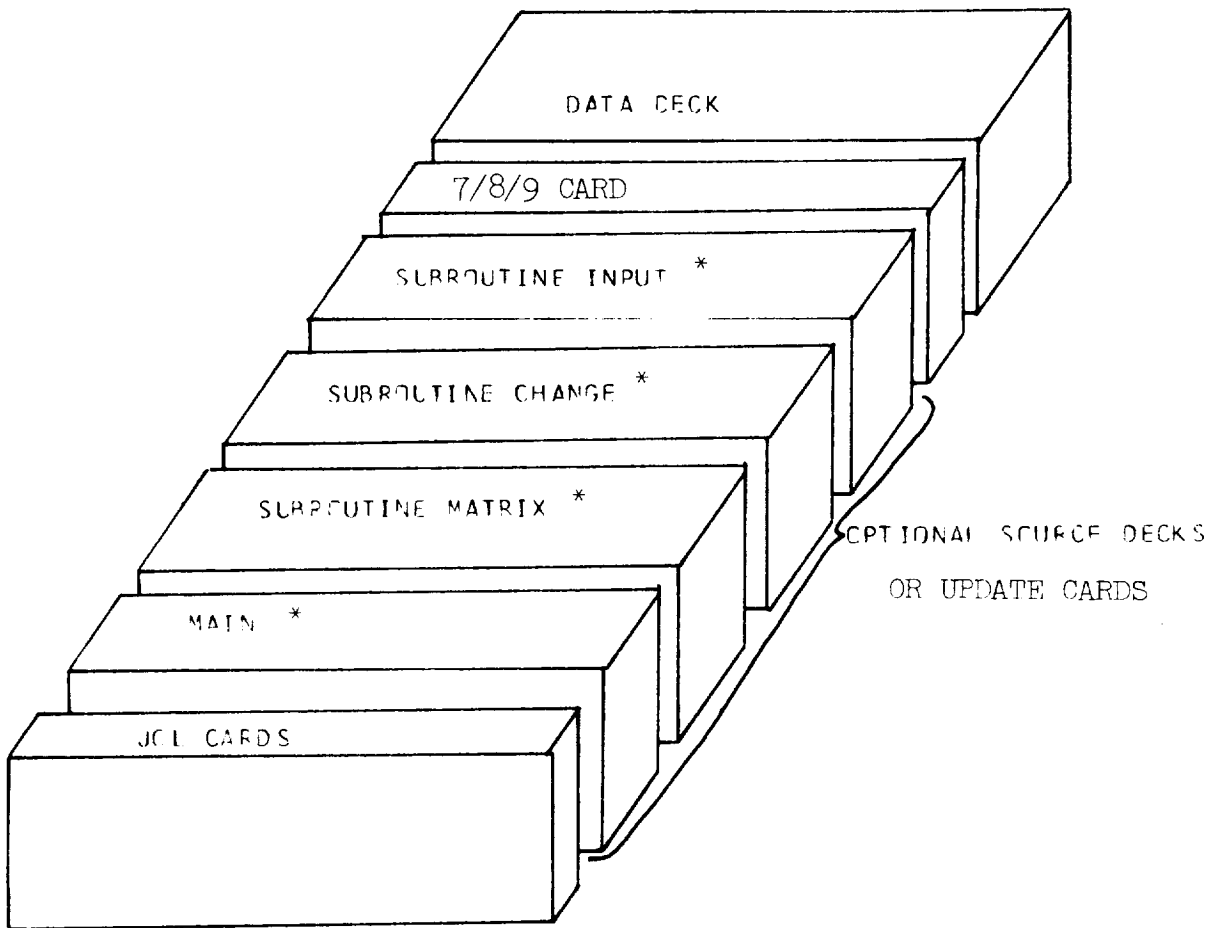 DATA DECK
7/8/9 CARD
SUBROUTINE INPUT *
SUBROUTINE CHANGE *
SUBROUTINE MATRIX *
OPTIONAL SOURCE DECKS
OR UPDATE CARDS
MAIN *
JCL CARDS